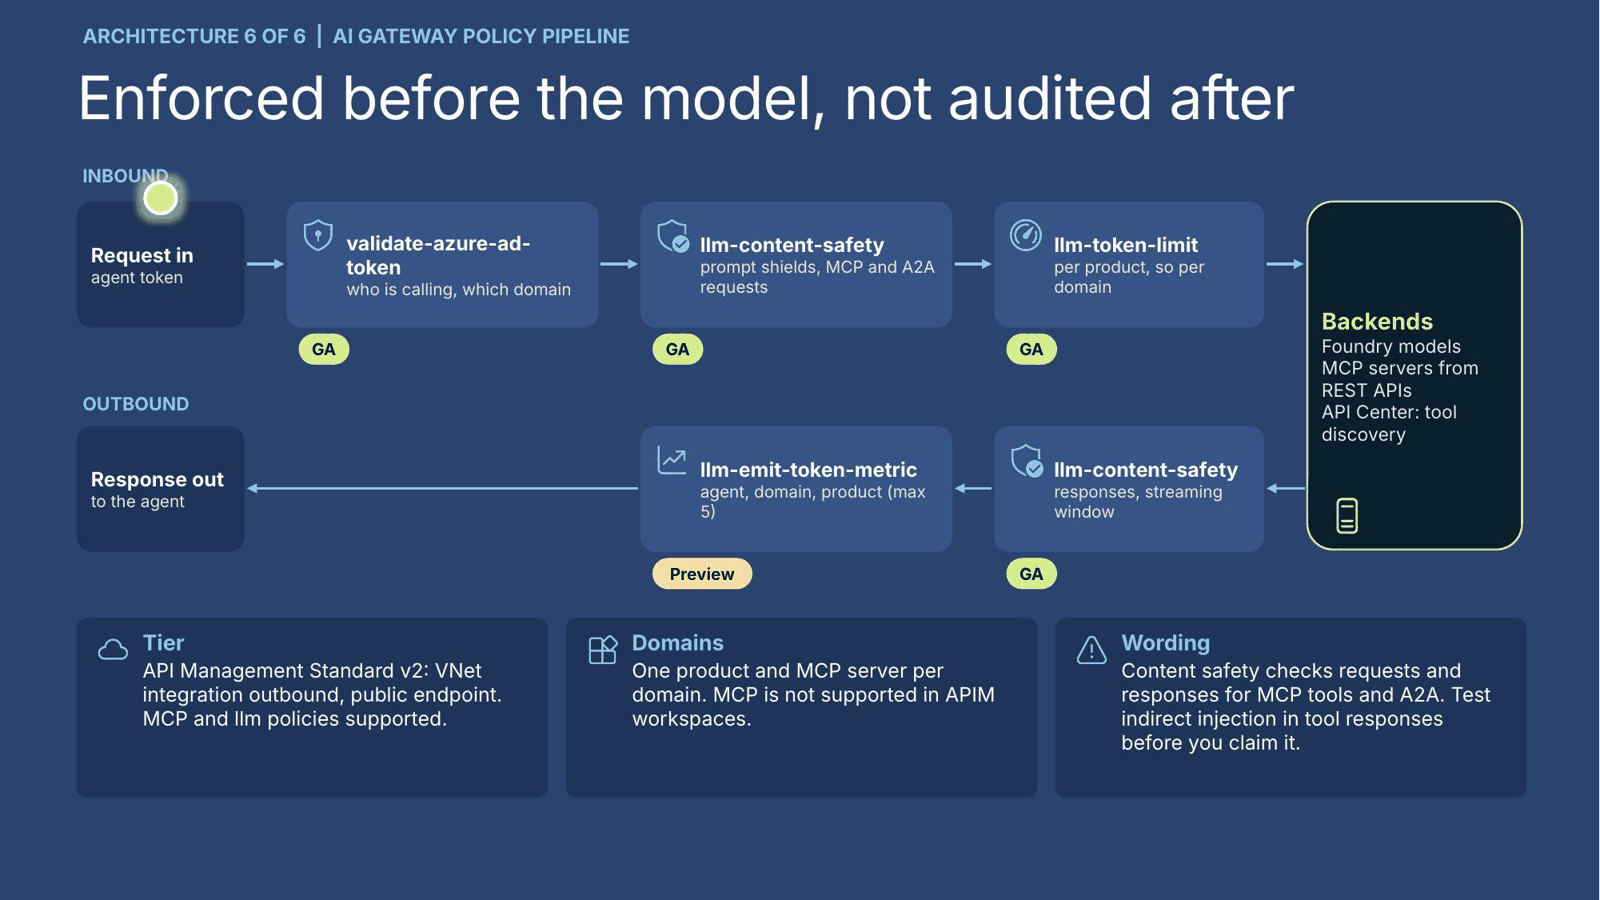 ARCHITECTURE 6 OF 6 | AI GATEWAY POLICY PIPELINE
Enforced before the model, not audited after
INBOUND
Request in
agent token
validate-azure-ad-
token
who is calling, which domain
GA
llm-content-safety
prompt shields, MCP and A2A
requests
GA
llm-token-limit
per product, so per
domain
GA
Backends
Foundry models
MCP servers from
REST APIs
API Center: tool
discovery
OUTBOUND
Response out
to the agent
llm-emit-token-metric
agent, domain, product (max
5)
Preview
llm-content-safety
responses, streaming
window
GA
Tier
API Management Standard v2: VNet
integration outbound, public endpoint.
MCP and llm policies supported.
Domains
One product and MCP server per
domain. MCP is not supported in APIM
workspaces.
Wording
Content safety checks requests and
responses for MCP tools and A2A. Test
indirect injection in tool responses
before you claim it.